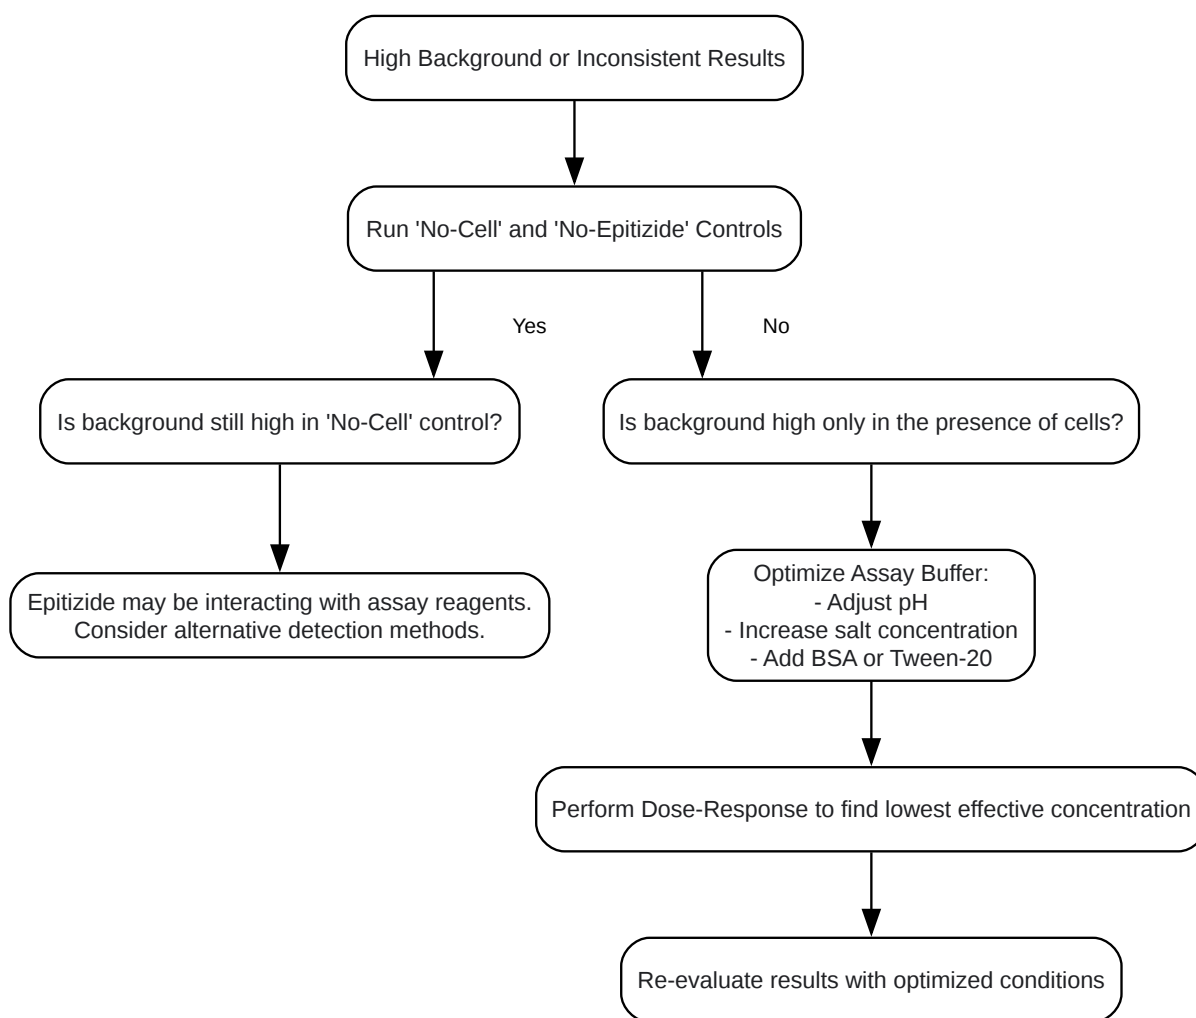 High Background or Inconsistent Results
Run 'No-Cell' and 'No-Epitizide' Controls
Yes
No
Is background still high in 'No-Cell' control?
Is background high only in the presence of cells?
Epitizide may be interacting with assay reagents.
Consider alternative detection methods.
Optimize Assay Buffer:
- Adjust pH
- Increase salt concentration
- Add BSA or Tween-20
Perform Dose-Response to find lowest effective concentration
Re-evaluate results with optimized conditions